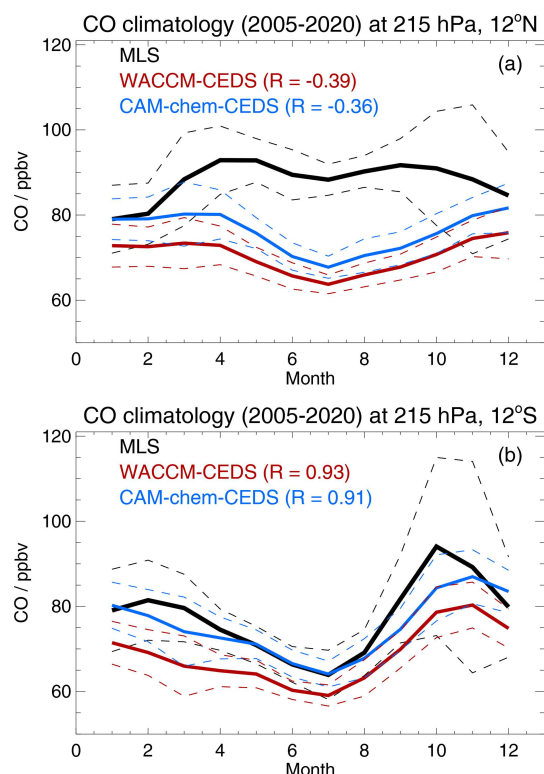 CO climatology (2005-2020) at 215 hPa, 12°N
MLS
(a)
WACCM-CEDS (R = -0.39)
CAM-chem-CEDS (R = -0.36)
120
100
80
60
CO / ppbv
0 2 4 6 8 10 12
Month
CO climatology (2005-2020) at 215 hPa, 12°S
MLS
(b)
WACCM-CEDS (R = 0.93)
CAM-chem-CEDS (R = 0.91)
120
100
80
60
CO / ppbv
0 2 4 6 8 10 12
Month